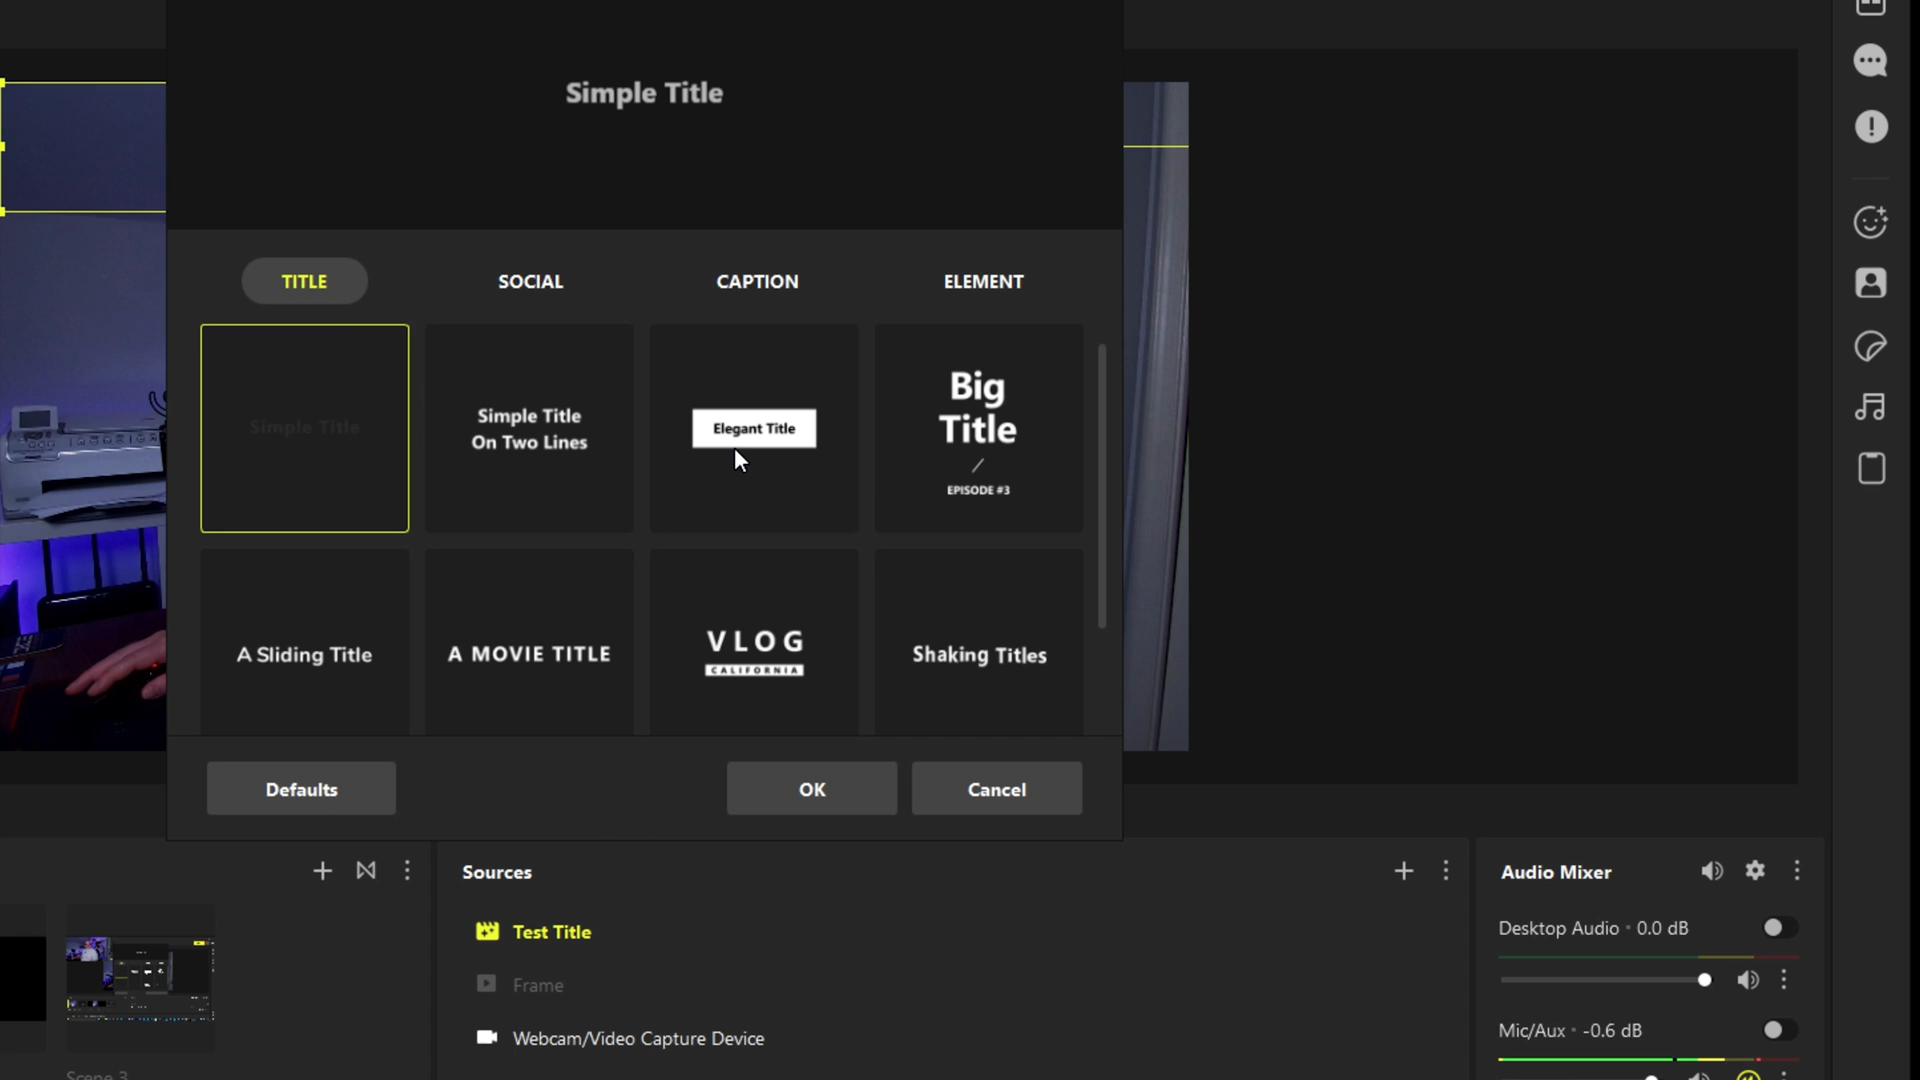 Simple Title
TITLE
SOCIAL
CAPTION
ELEMENT
Simple Title
Simple Title
On Two Lines
Elegant Title
Big
Title
/
EPISODE #3
A Sliding Title
A MOVIE TITLE
VLOG
CALIFORNIA
Shaking Titles
Defaults
OK
Cancel
Sources
Test Title
Frame
Webcam/Video Capture Device
Audio Mixer
Desktop Audio • 0.0 dB
Mic/Aux • -0.6 dB
Scene 3